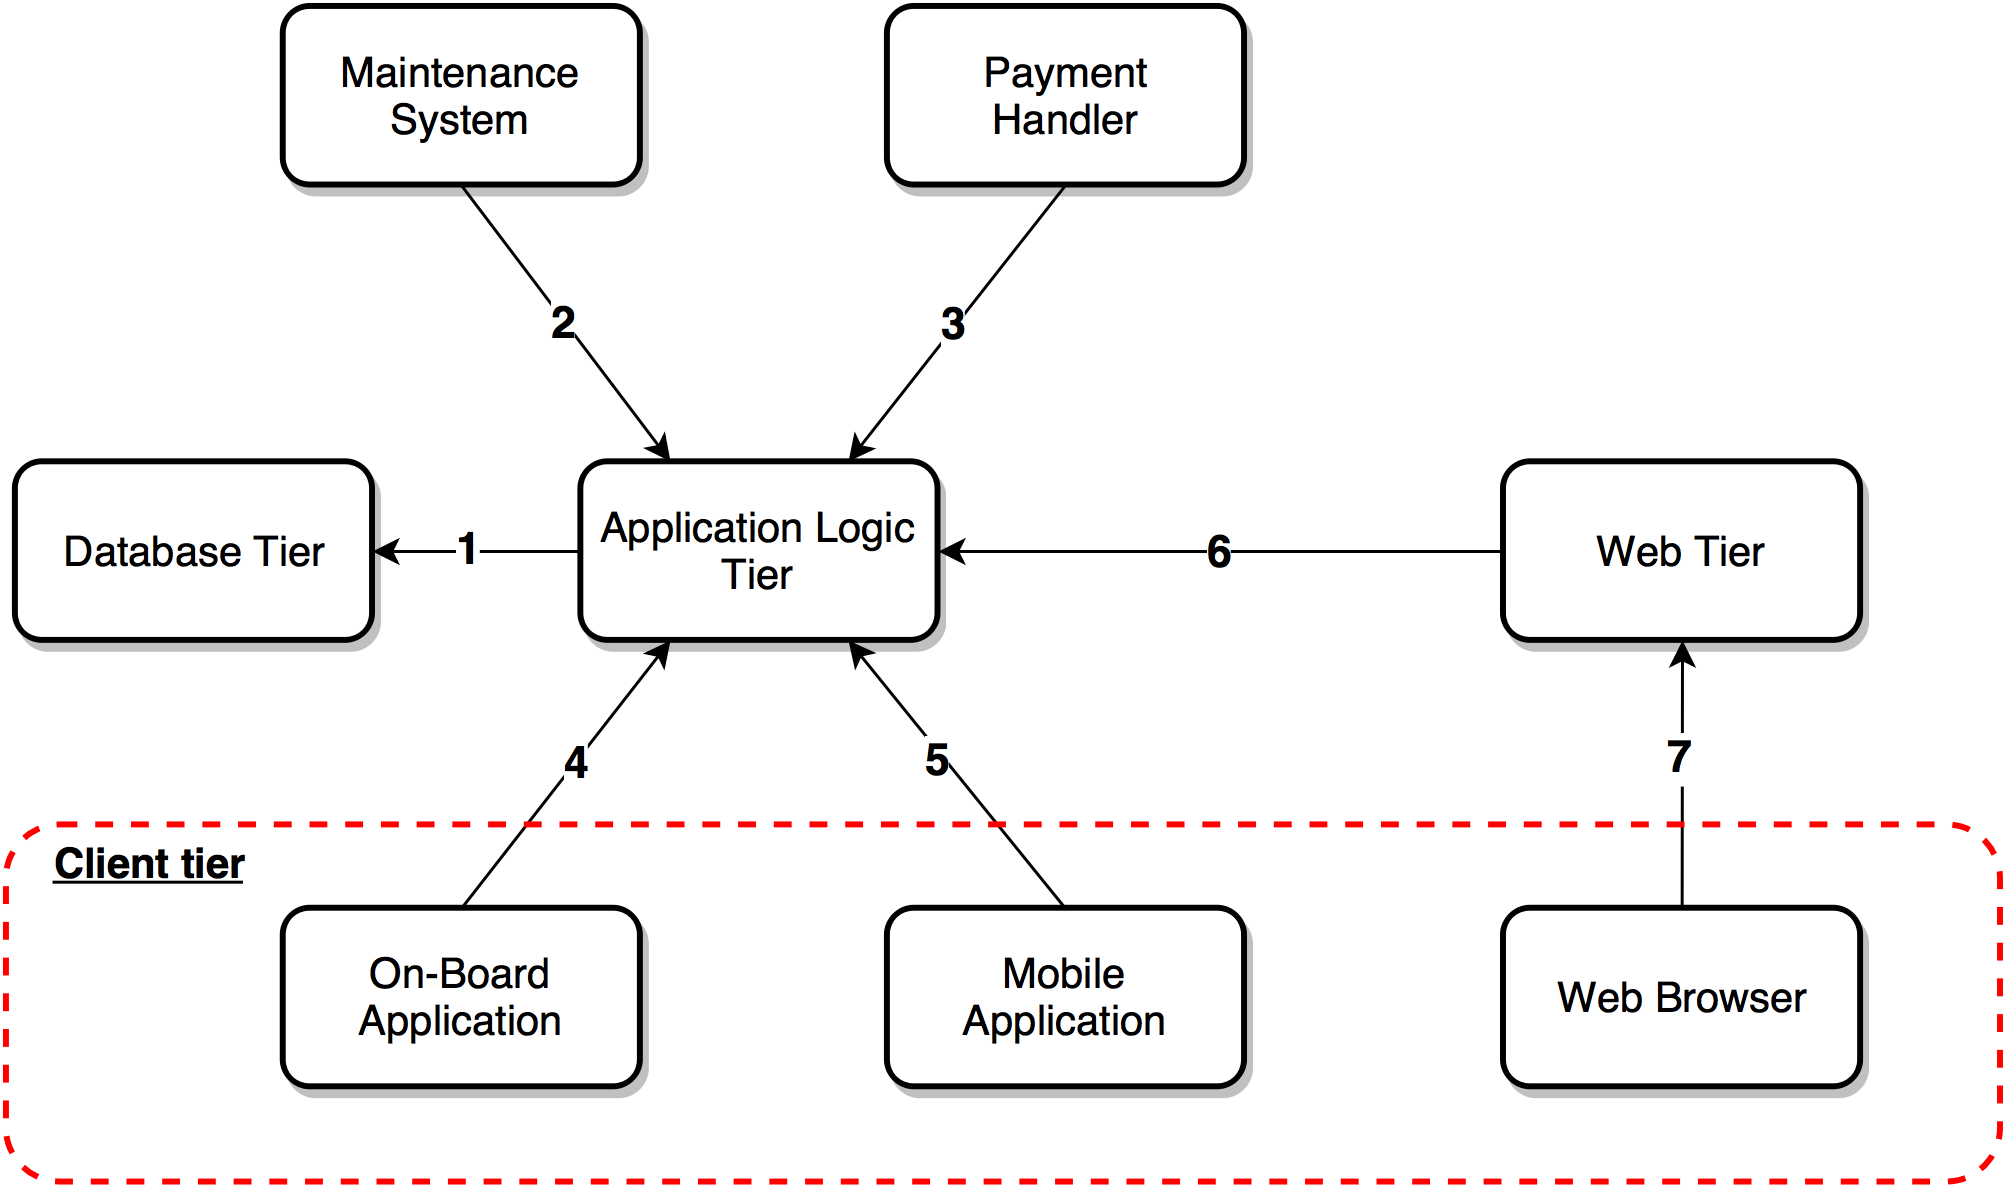 Maintenance
System
Payment
Handler
2
3
Database Tier
1
Application Logic
Tier
6
Web Tier
4
5
7
Client tier
On-Board
Application
Mobile
Application
Web Browser